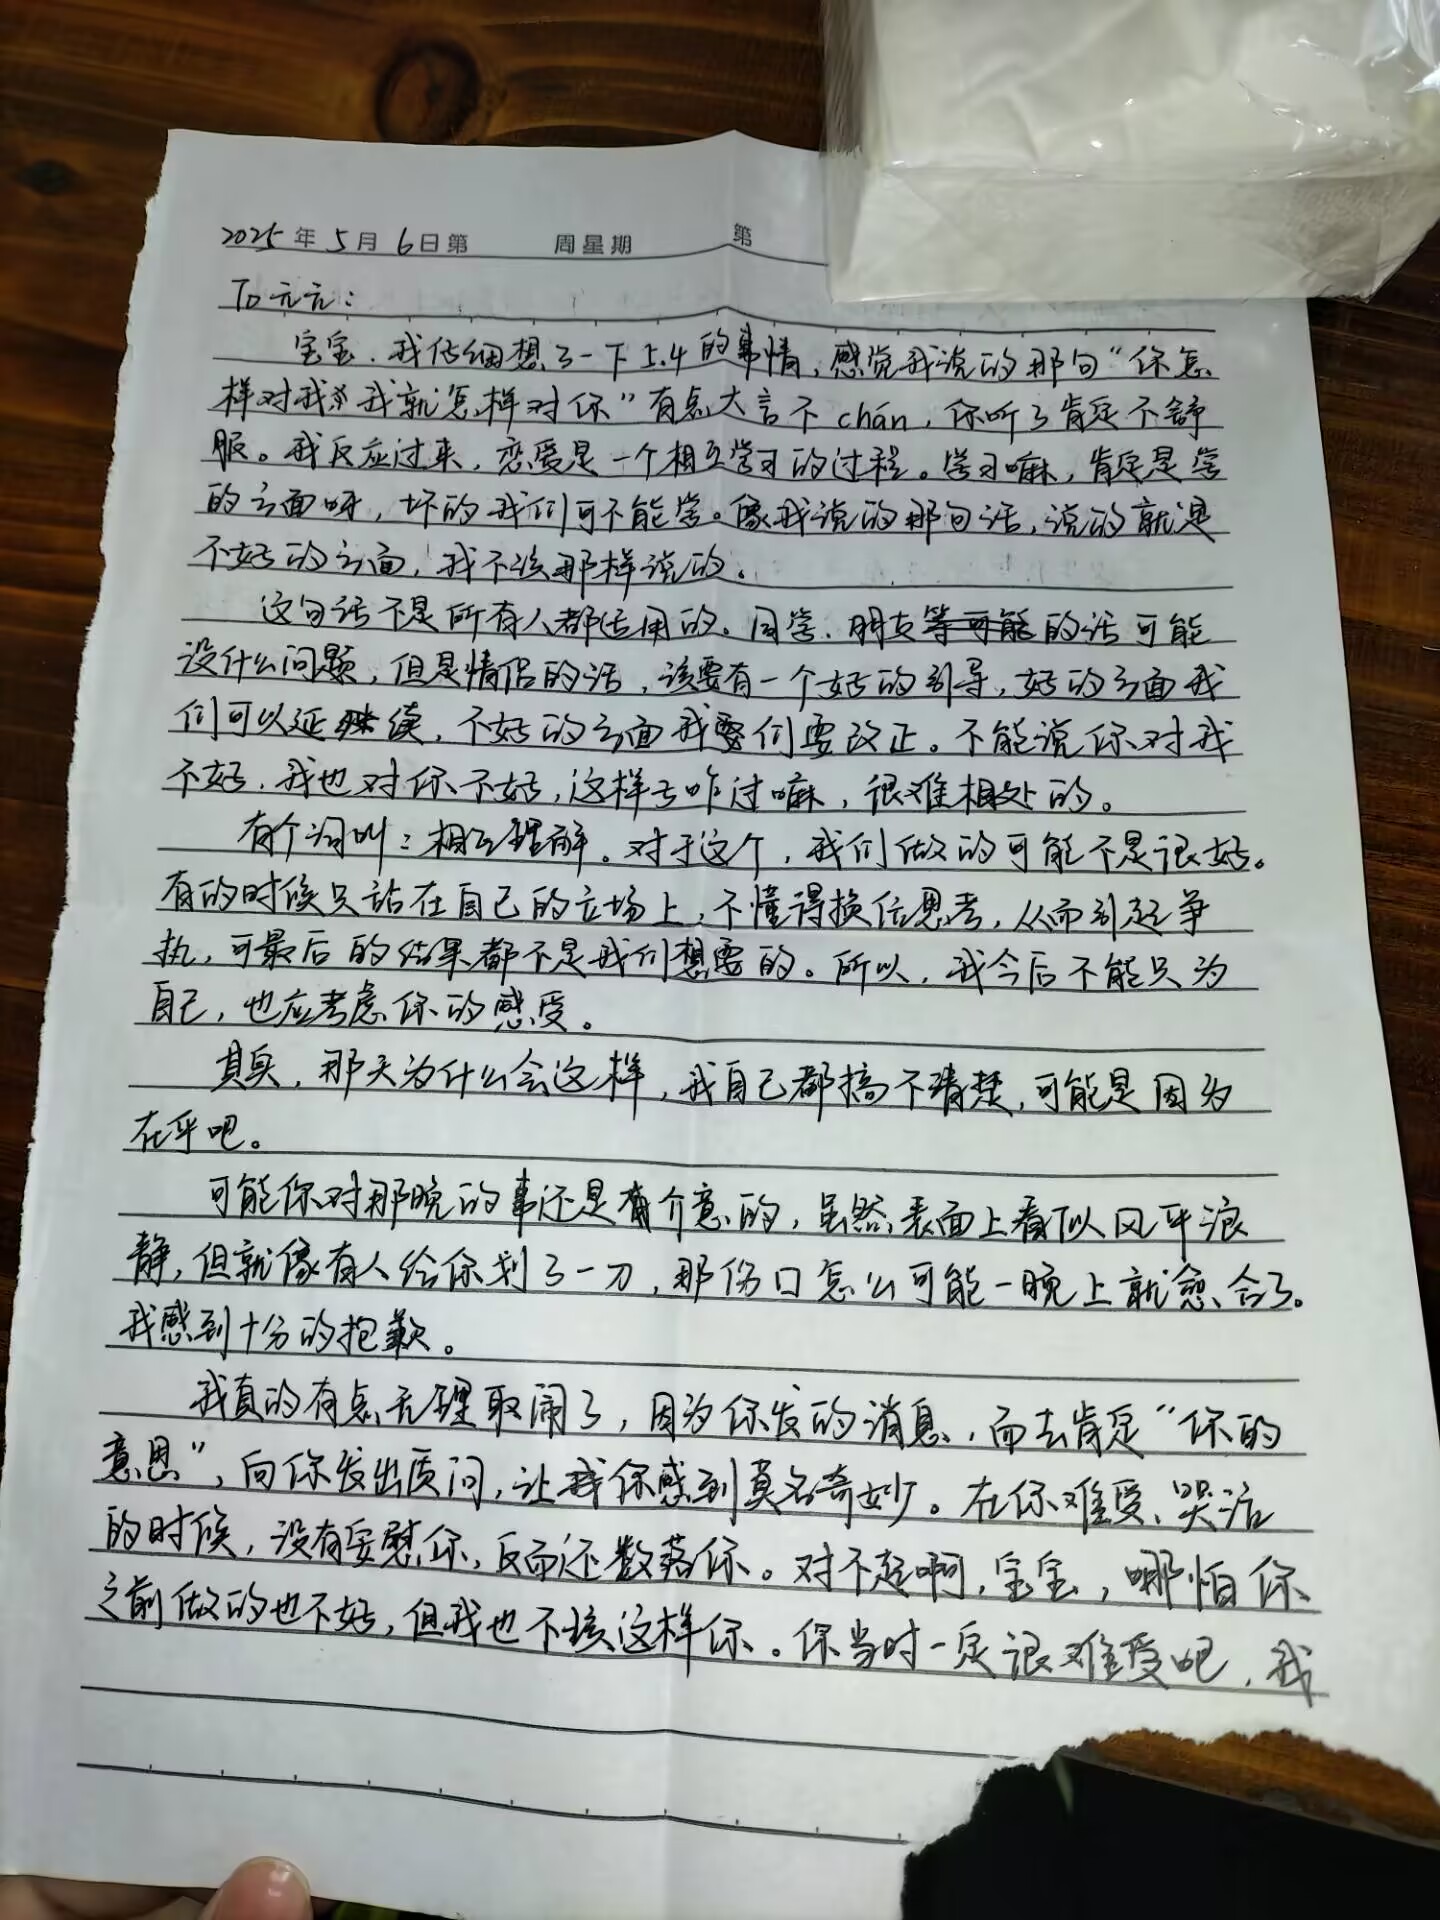 2025年5月6日第 周星期 第
To 元元：
宝宝，我仔细想了一下5.4的事情，感觉我说的那句“你怎
样对我，我就怎样对你”有点大言不chán，你听了肯定不舒
服。我反应过来，恋爱是一个相互学习的过程。学习嘛，肯定是学
的方面呀，坏的我们可不能学。像我说的那句话，说的就是
不好的方面，我不该那样说的。
这句话不是所有人都适用的。同学、朋友等可能的话可能
没什么问题，但是情侣的话，该要有一个好的引导，好的方面我
们可以延续，不好的方面我们要改正。不能说你对我
不好，我也对你不好，这样子咋过嘛，很难相处的。
有个词叫：相互理解。对于这个，我们做的可能不是很好。
有的时候只站在自己的立场上，不懂得换位思考，从而引起争
执，可最后的结果都不是我们想要的。所以，我今后不能只为
自己，也应考虑你的感受。
其实，那天为什么会这样，我自己都搞不清楚，可能是因为
在乎吧。
可能你对那晚的事还是有介意的，虽然表面上看似风平浪
静，但就像有人给你划了一刀，那伤口怎么可能一晚上就愈合了。
我感到十分的抱歉。
我真的有点无理取闹了，因为你发的消息，而去肯定“你的
意思”，向你发出质问，让你感到莫名奇妙。在你难受、哭泣
的时候，没有安慰你，反而还数落你。对不起啊，宝宝，哪怕你
之前做的也不好，但我也不该这样你。你当时一定很难受吧，我